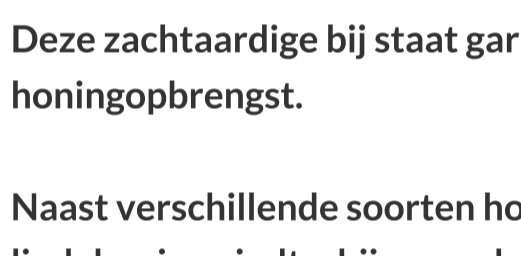 Deze zachtaardige bij staat gar
honingopbrengst.
Naast verschillende soorten ho